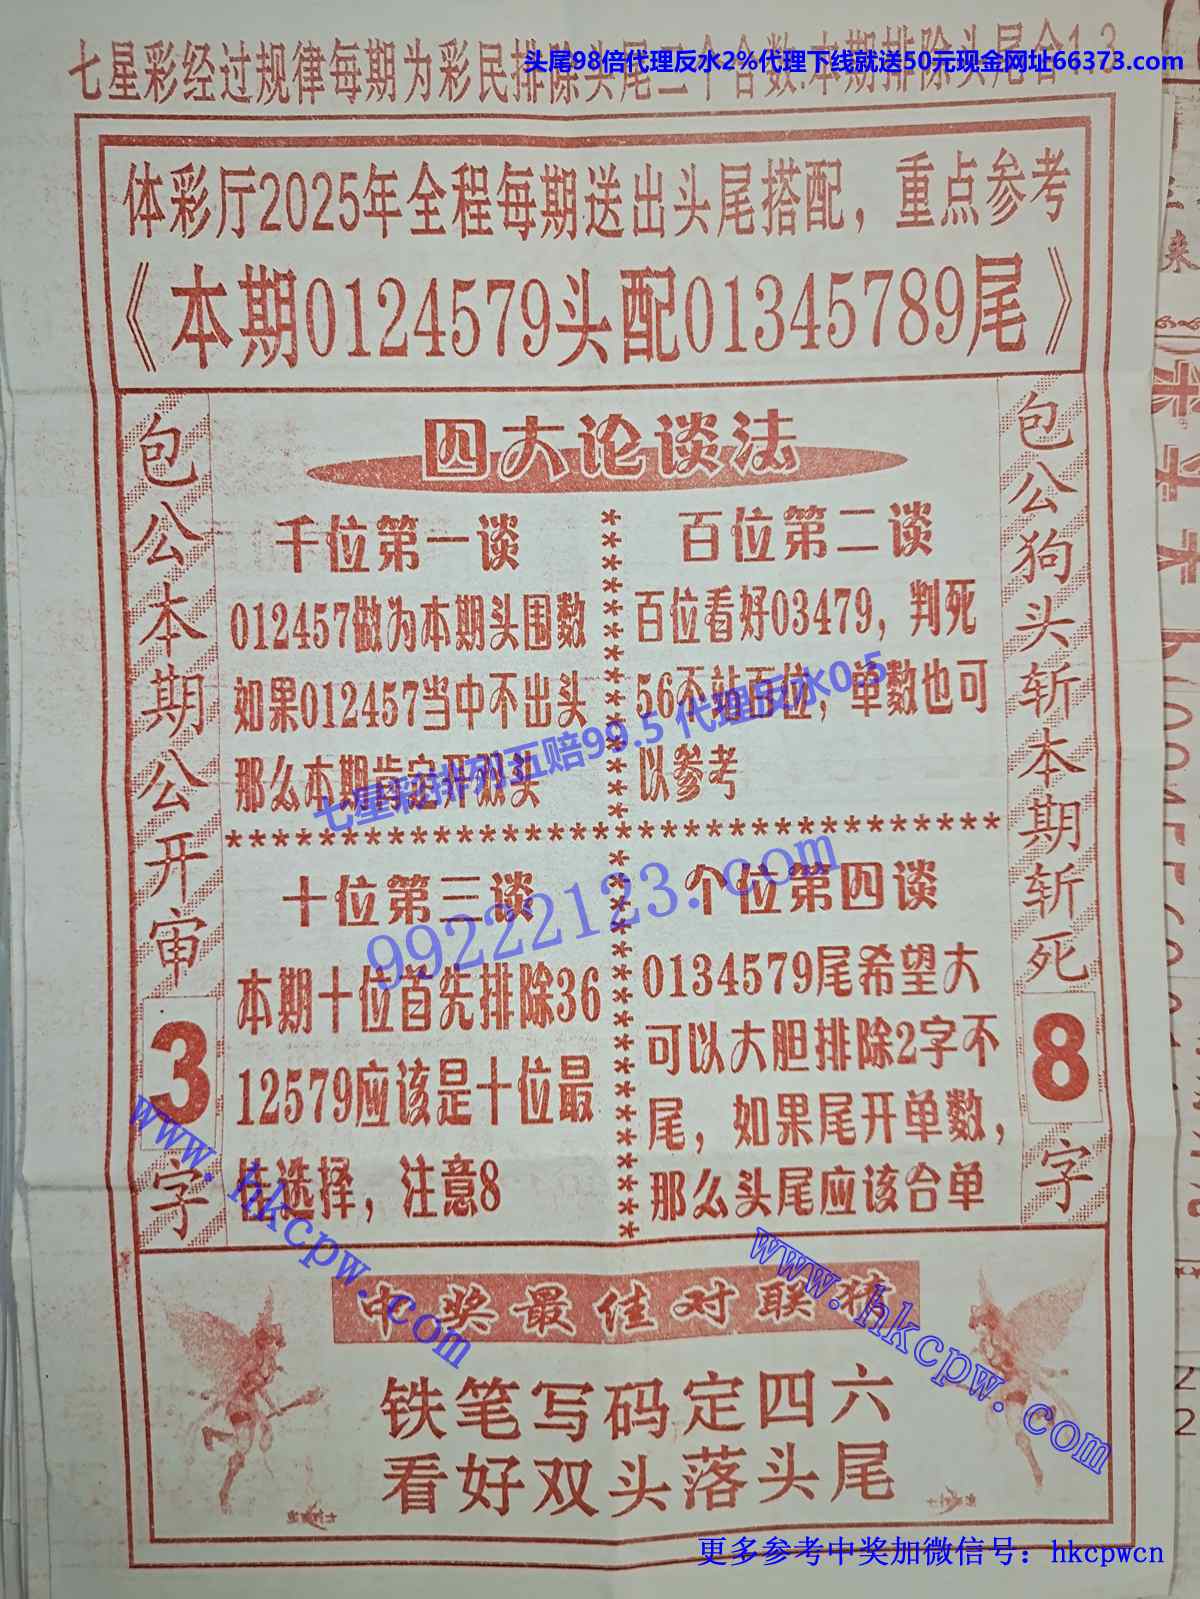 头尾98倍代理反水2%代理下线就送50元现金网址66373.com
七星彩经过规律每期为彩民排除头尾二个合数.本期排除头尾合1.3
体彩厅2025年全程每期送出头尾搭配，重点参考
《本期0124579头配01345789尾》
包公本期公开审3字
四大论谈法
千位第一谈
012457做为本期头围数
如果012457当中不出头
那么本期肯定开双头
百位第二谈
百位看好03479，判死
56不站百位，单数也可
以参考
七星彩排列五赔99.5 代理反水0.5
99222123.com
十位第三谈
本期十位首先排除36
12579应该是十位最
佳选择，注意8
个位第四谈
0134579尾希望大
可以大胆排除2字不
尾，如果尾开单数，
那么头尾应该合单
包公狗头斩本期斩死8字
www.hkcpw.com
www.hkcpw.com
中奖最佳对联猜
铁笔写码定四六
看好双头落头尾
更多参考中奖加微信号：hkcpwcn